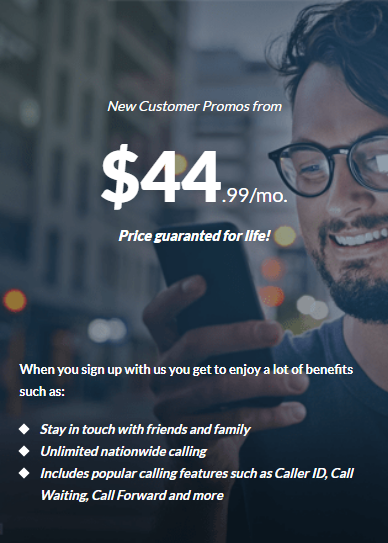 New Customer Promos from
$44.99/mo.
Price guaranted for life!
When you sign up with us you get to enjoy a lot of benefits
such as:
Stay in touch with friends and family
Unlimited nationwide calling
Includes popular calling features such as Caller ID, Call
Waiting, Call Forward and more